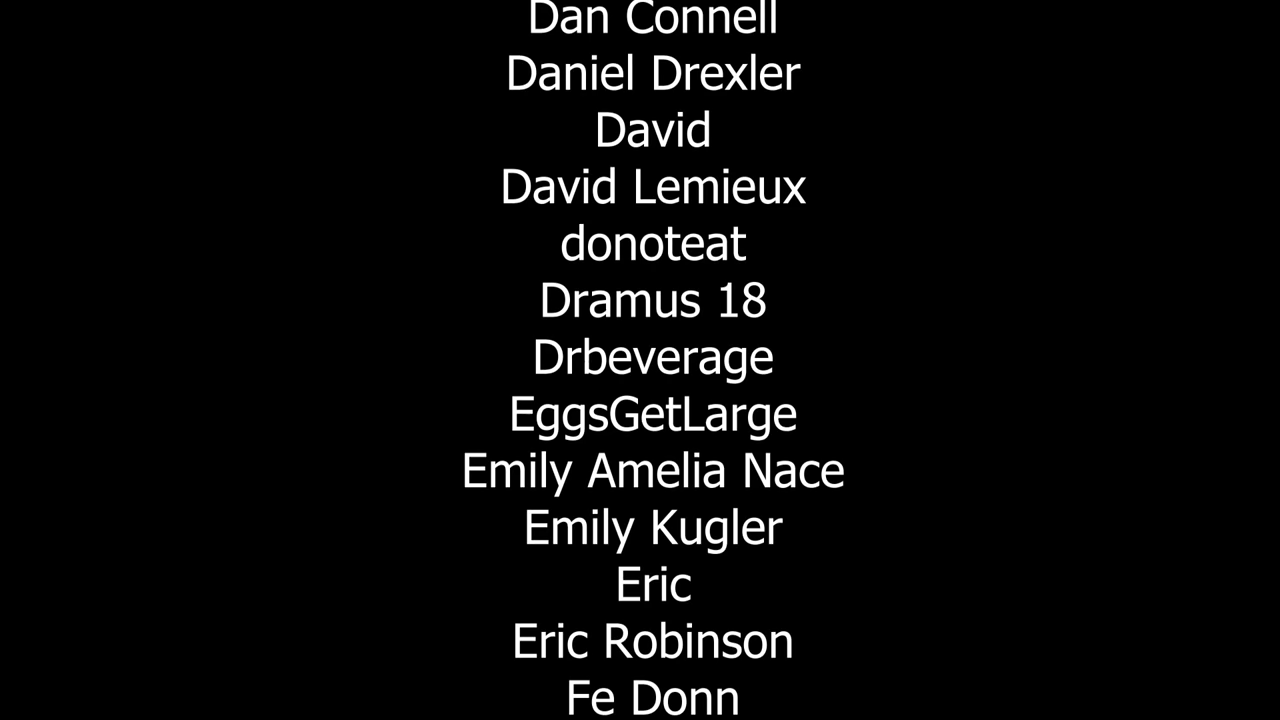 Dan Connell
Daniel Drexler
David
David Lemieux
donoteat
Dramus 18
Drbeverage
EggsGetLarge
Emily Amelia Nace
Emily Kugler
Eric
Eric Robinson
Fe Donn